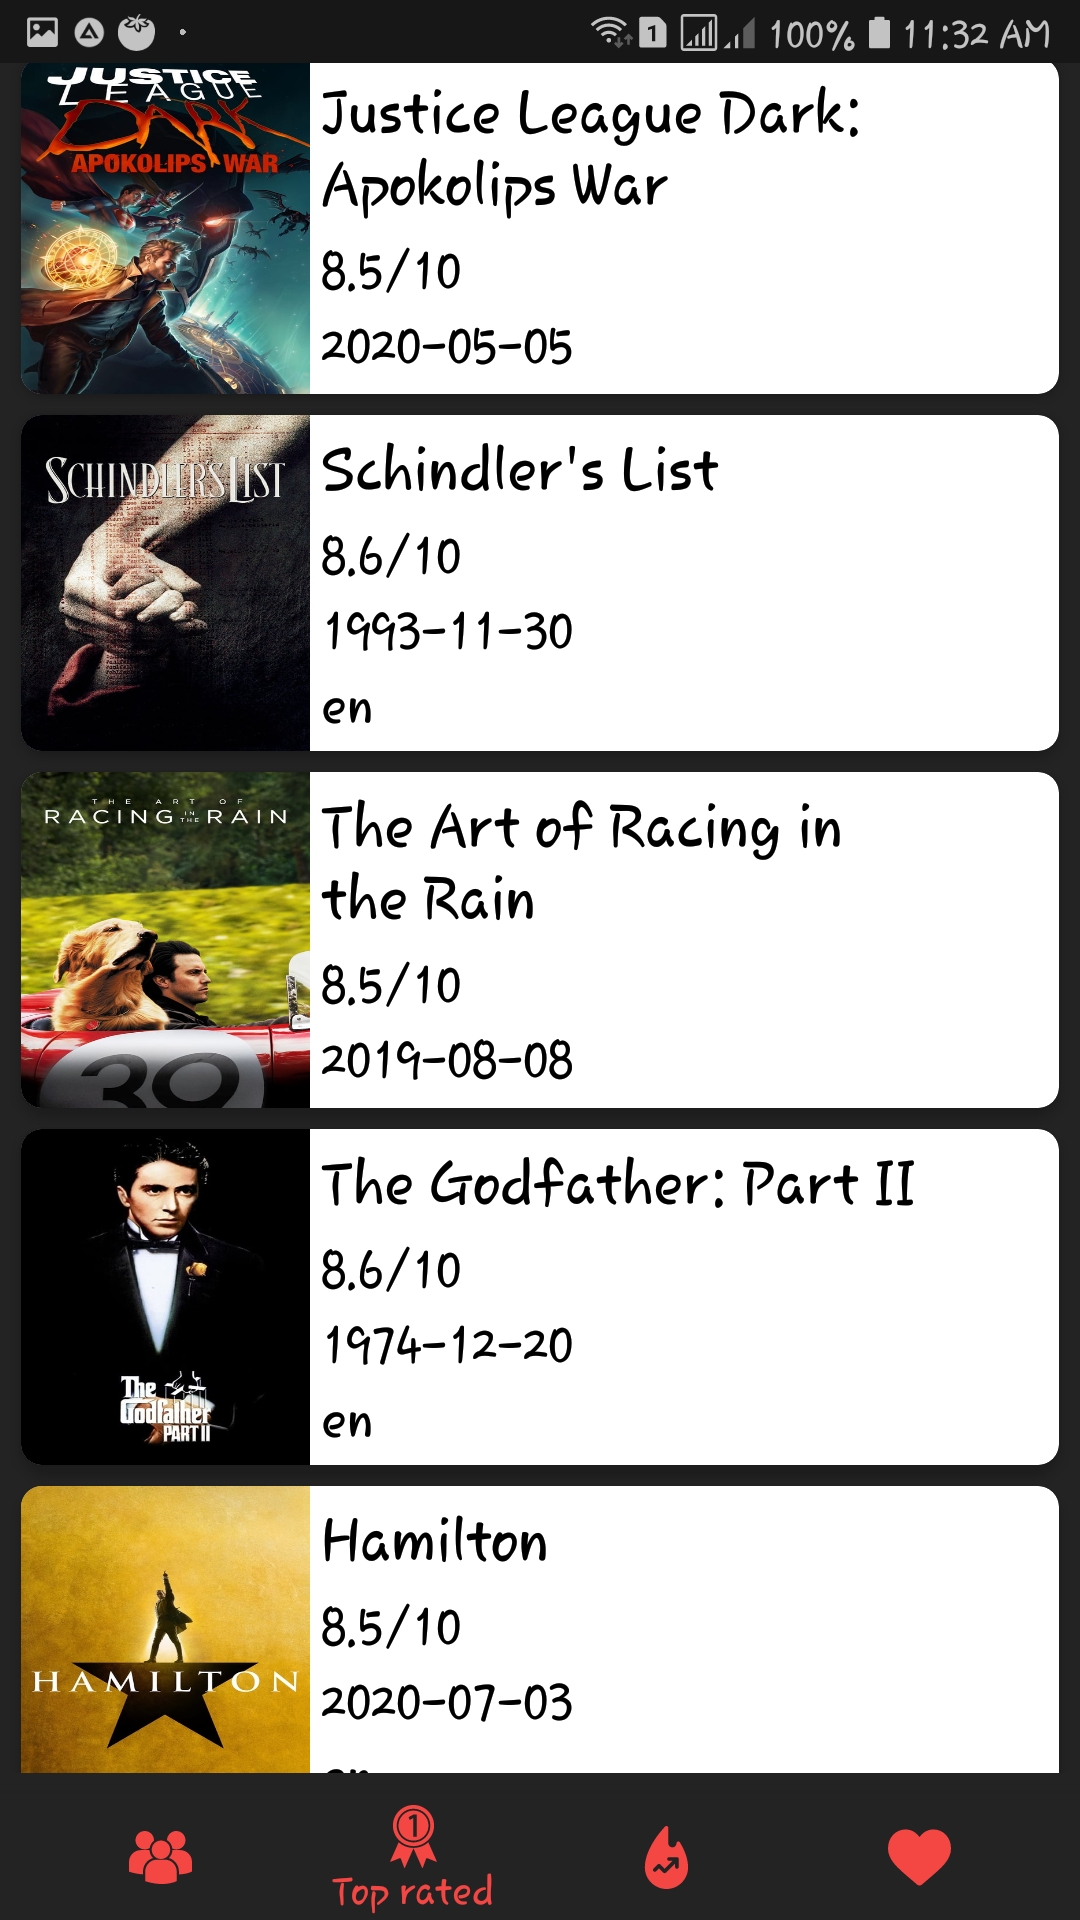 1
100%
11:32 AM
JUSTICE
LEAGUE
DARK
APOKOLIPS WAR
Justice League Dark:
Apokolips War
8.5/10
2020-05-05
SCHINDLER'S LIST
Schindler's List
8.6/10
1993-11-30
en
THE ART OF
RACING IN THE RAIN
The Art of Racing in
the Rain
8.5/10
2019-08-08
The
Godfather
PART II
The Godfather: Part II
8.6/10
1974-12-20
en
HAMILTON
Hamilton
8.5/10
2020-07-03
en
1
Top rated